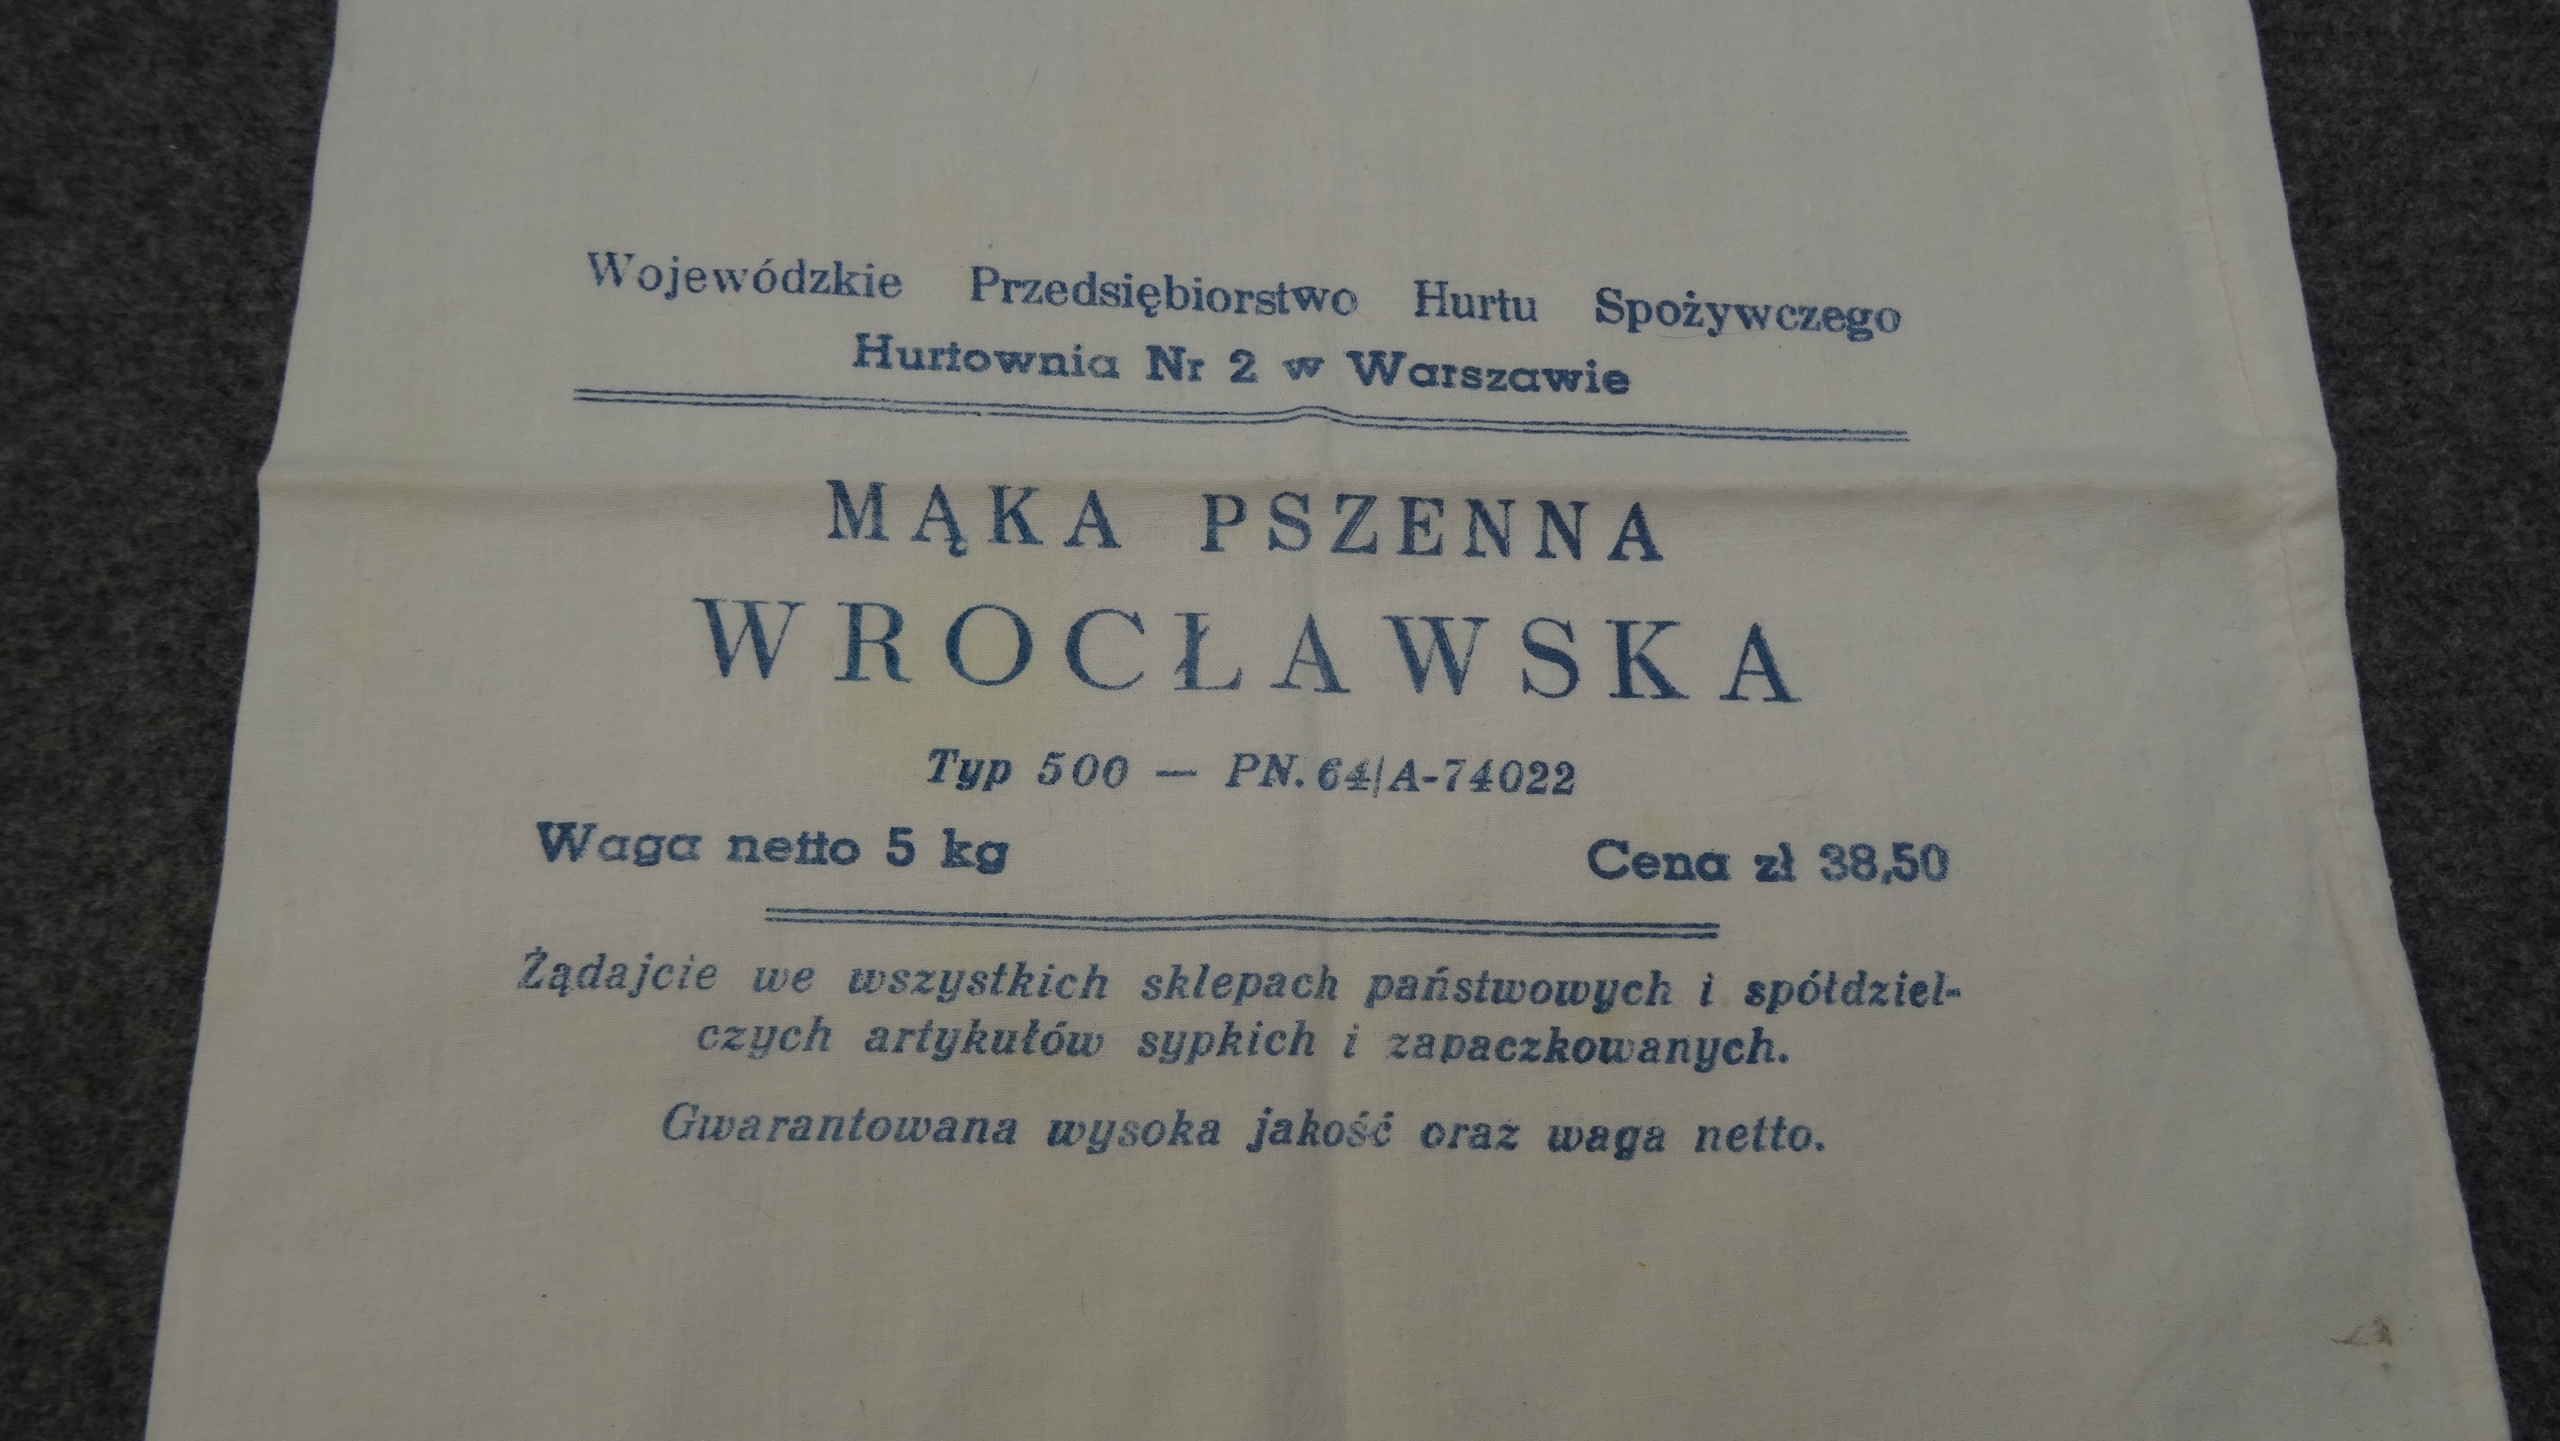 Wojewódzkie Przedsiębiorstwo Hurtu Spożywczego
Hurtownia Nr 2 w Warszawie
MĄKA PSZENNA
WROCŁAWSKA
Typ 500 — PN. 64/A-74022
Waga netto 5 kg Cena zł 38,50
Żądajcie we wszystkich sklepach państwowych i spółdziel-
czych artykułów sypkich i zapaczkowanych.
Gwarantowana wysoka jakość oraz waga netto.